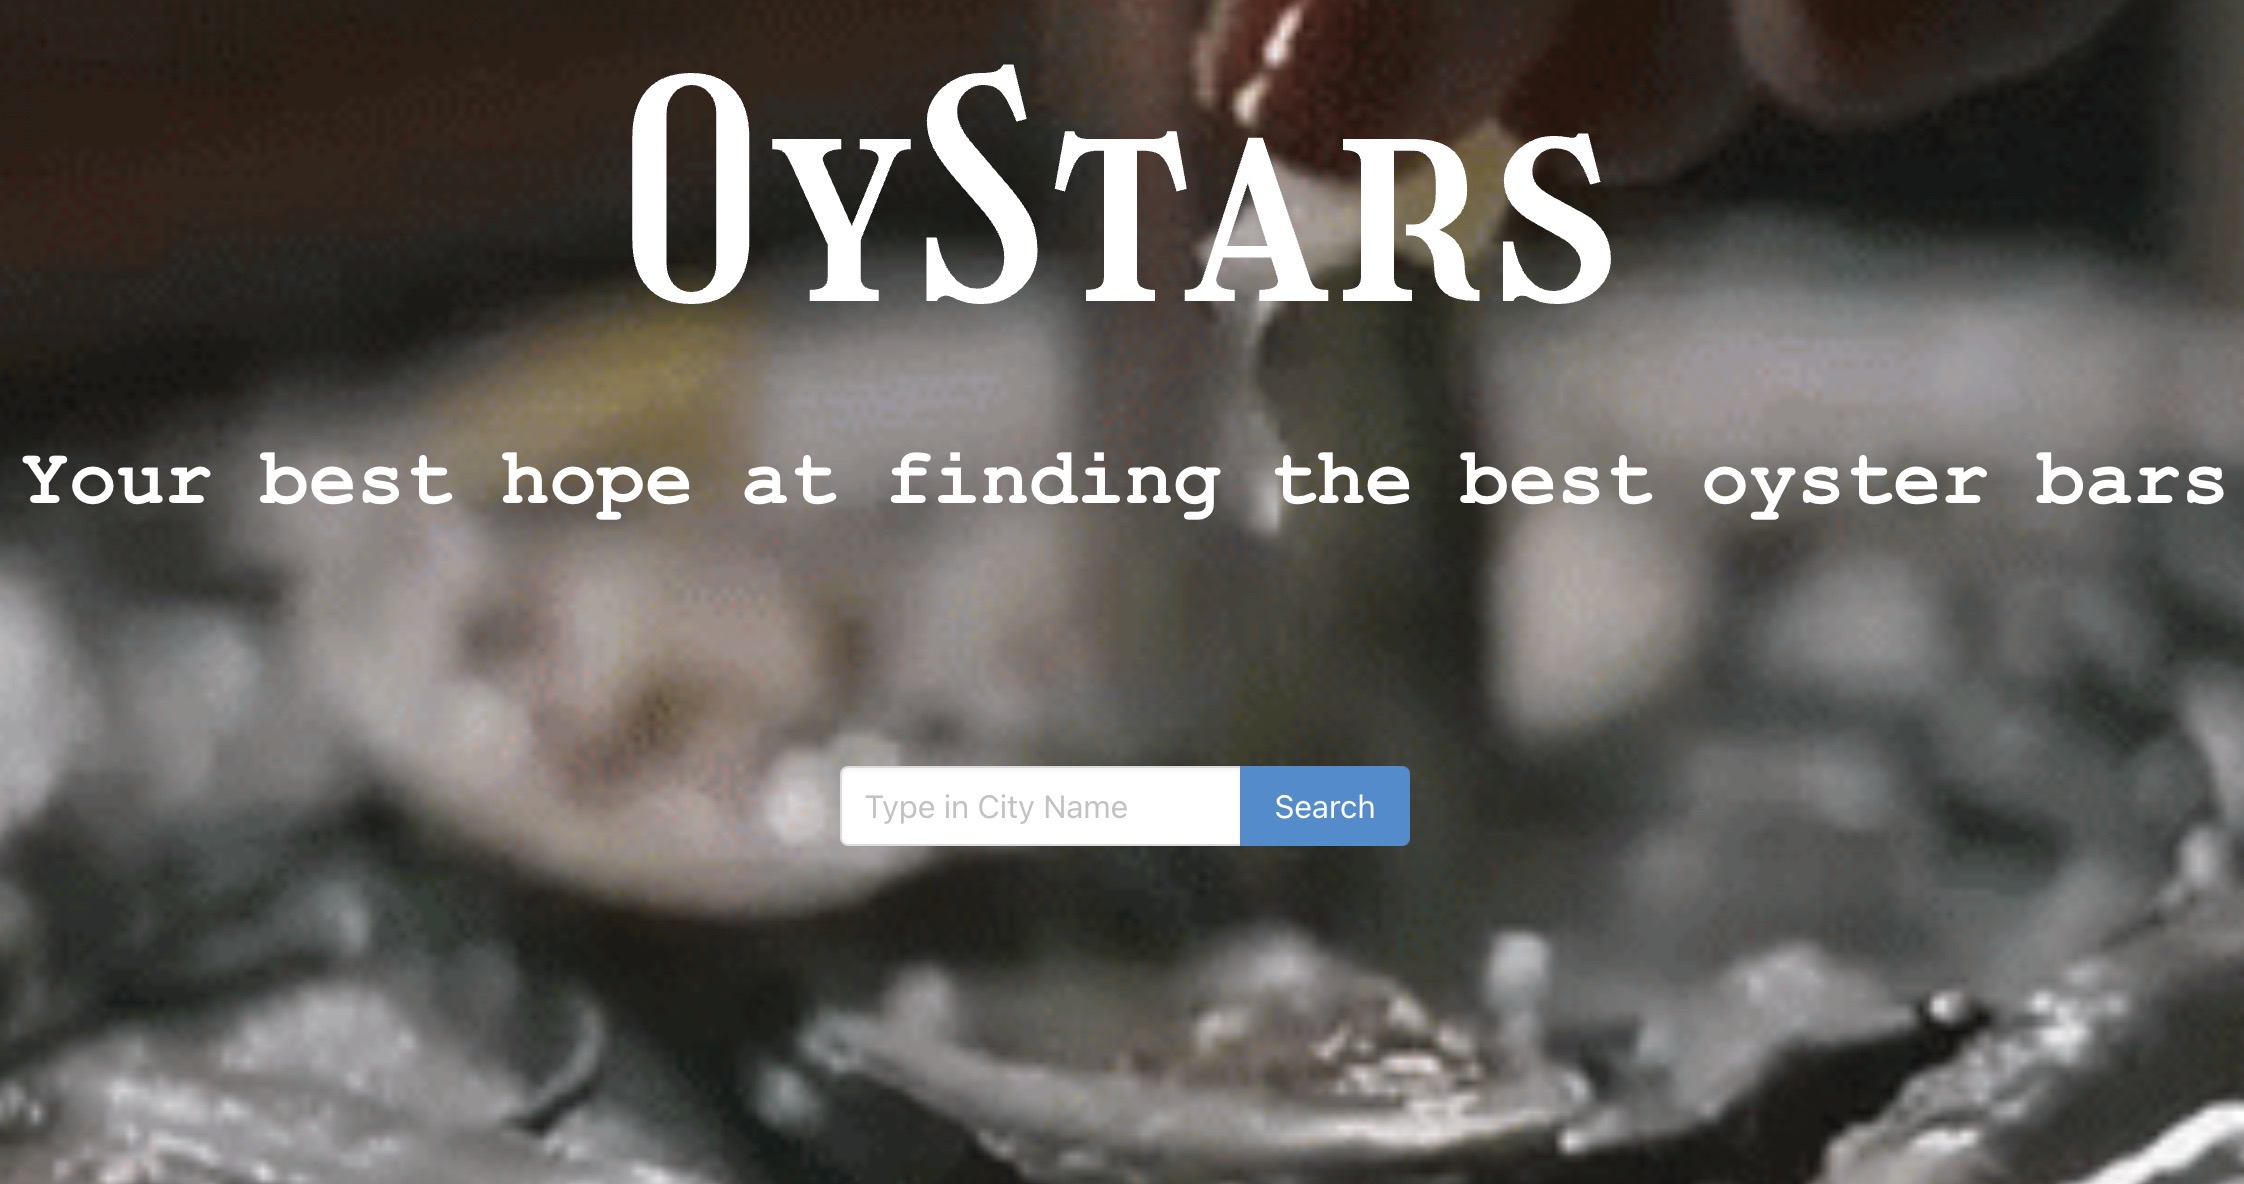 OyStars
Your best hope at finding the best oyster bars
Type in City Name
Search